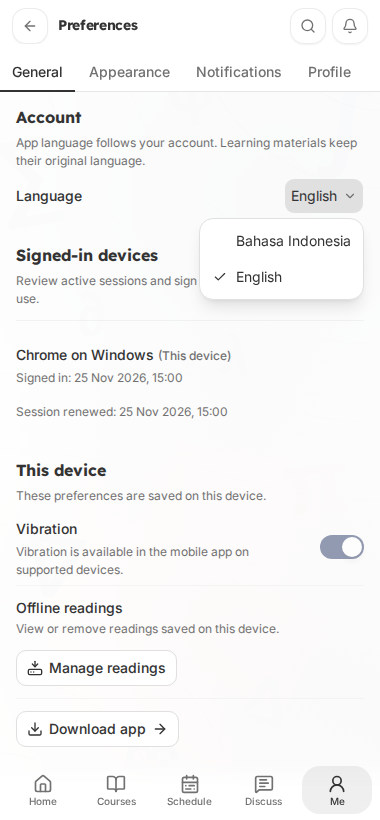 Preferences
General
Appearance
Notifications
Profile
Account
App language follows your account. Learning materials keep
their original language.
Language
English
Bahasa Indonesia
English
Signed-in devices
Review active sessions and sign
use.
Chrome on Windows (This device)
Signed in: 25 Nov 2026, 15:00
Session renewed: 25 Nov 2026, 15:00
This device
These preferences are saved on this device.
Vibration
Vibration is available in the mobile app on
supported devices.
Offline readings
View or remove readings saved on this device.
Manage readings
Download app
Home
Courses
Schedule
Discuss
Me